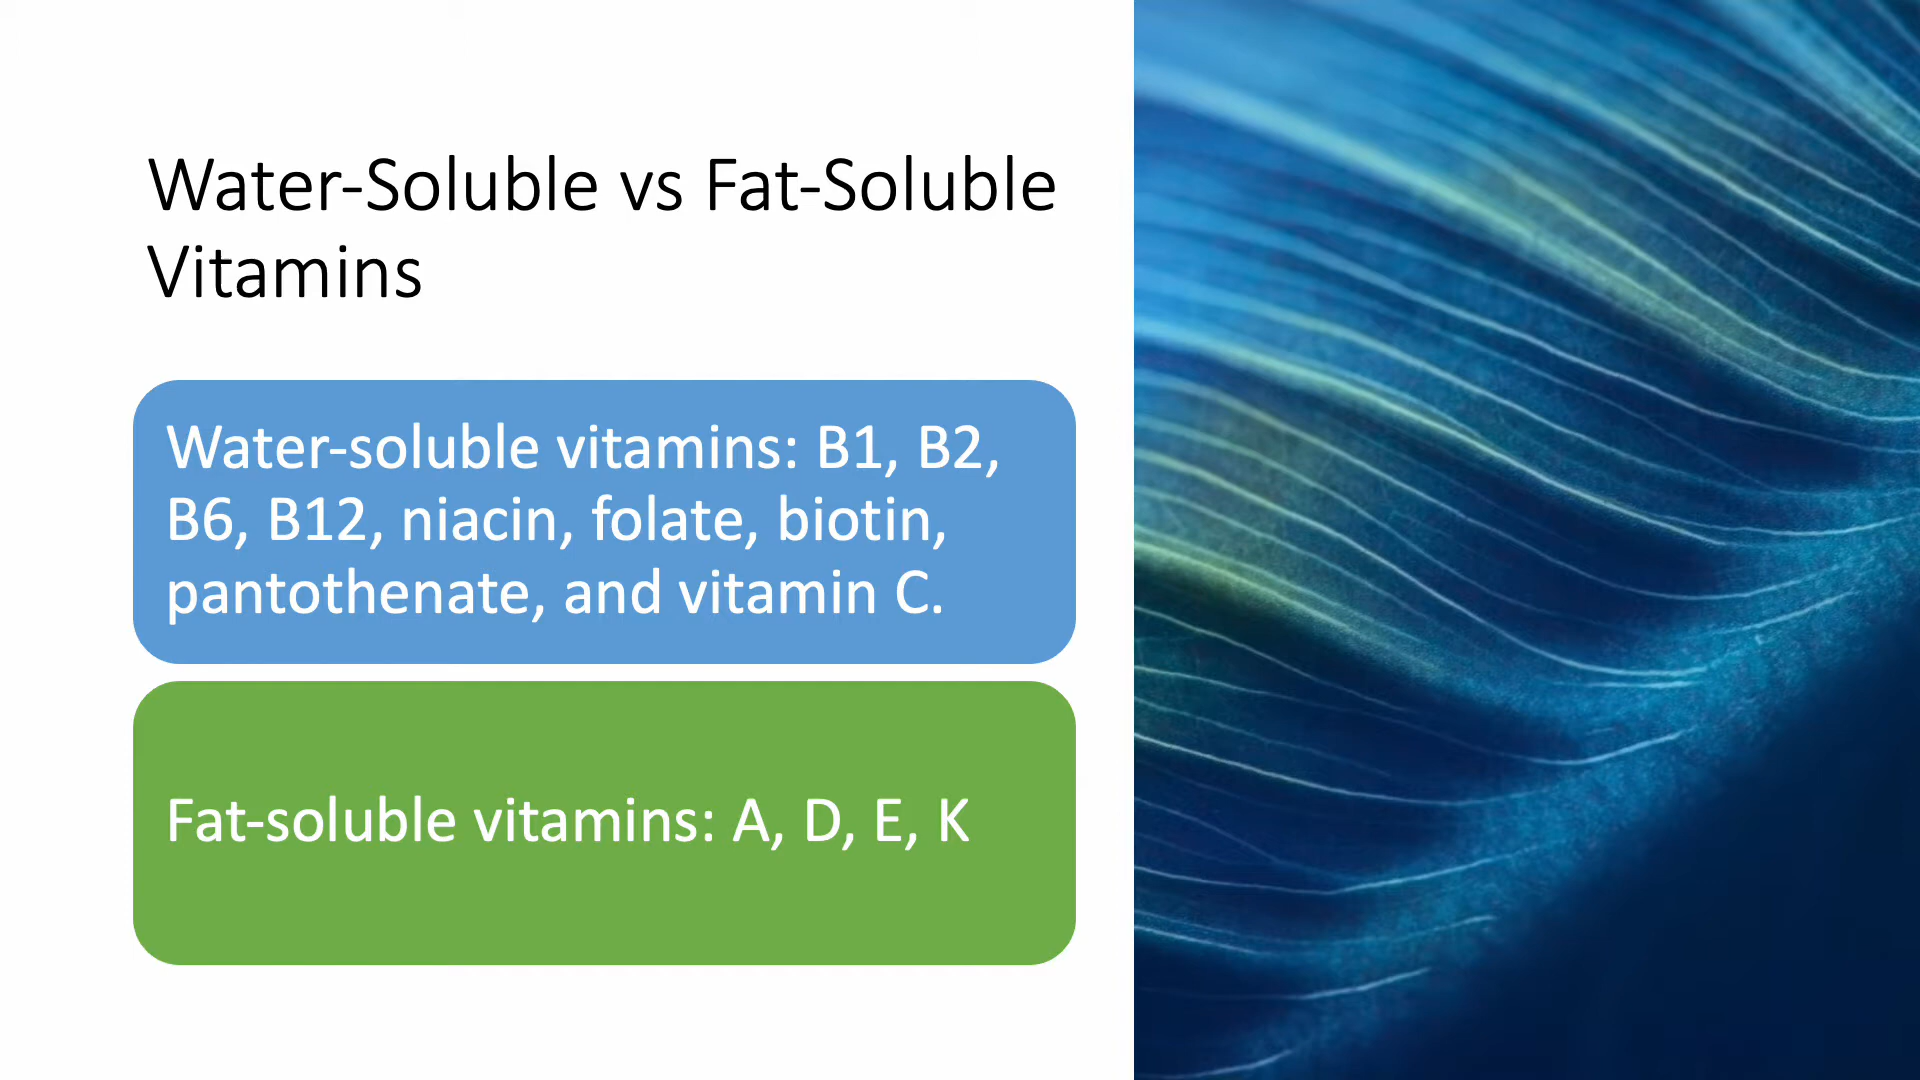 Water-Soluble vs Fat-Soluble
Vitamins
Water-soluble vitamins: B1, B2,
B6, B12, niacin, folate, biotin,
pantothenate, and vitamin C.
Fat-soluble vitamins: A, D, E, K